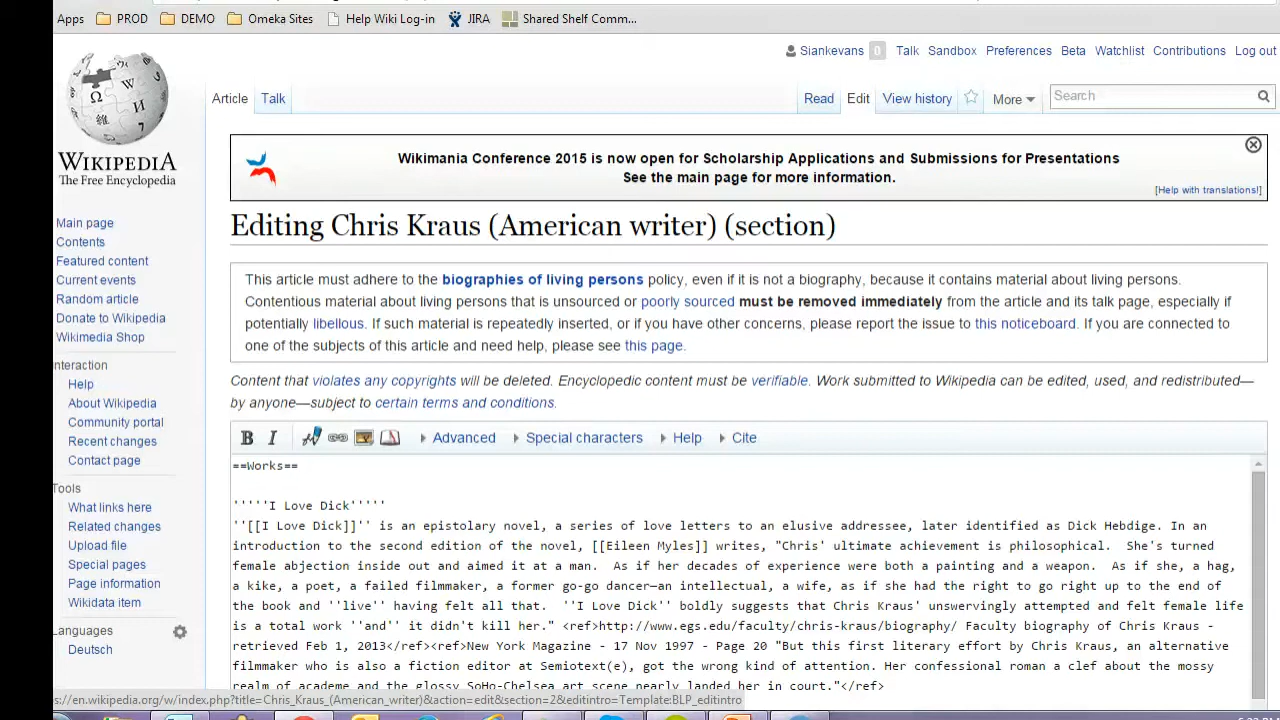 Apps PROD DEMO Omeka Sites Help Wiki Log-in JIRA Shared Shelf Comm...
Siankevans 0 Talk Sandbox Preferences Beta Watchlist Contributions Log out
Article Talk Read Edit View history More Search
WIKIPEDIA
The Free Encyclopedia
Main page
Contents
Featured content
Current events
Random article
Donate to Wikipedia
Wikimedia Shop
nteraction
Help
About Wikipedia
Community portal
Recent changes
Contact page
Tools
What links here
Related changes
Upload file
Special pages
Page information
Wikidata item
Languages
Deutsch
Wikimania Conference 2015 is now open for Scholarship Applications and Submissions for Presentations
See the main page for more information.
[Help with translations!]
Editing Chris Kraus (American writer) (section)
This article must adhere to the biographies of living persons policy, even if it is not a biography, because it contains material about living persons.
Contentious material about living persons that is unsourced or poorly sourced must be removed immediately from the article and its talk page, especially if
potentially libellous. If such material is repeatedly inserted, or if you have other concerns, please report the issue to this noticeboard. If you are connected to
one of the subjects of this article and need help, please see this page.
Content that violates any copyrights will be deleted. Encyclopedic content must be verifiable. Work submitted to Wikipedia can be edited, used, and redistributed—
by anyone—subject to certain terms and conditions.
B I Advanced Special characters Help Cite
==Works==
'''''I Love Dick'''''
''[[I Love Dick]]'' is an epistolary novel, a series of love letters to an elusive addressee, later identified as Dick Hebdige. In an
introduction to the second edition of the novel, [[Eileen Myles]] writes, "Chris' ultimate achievement is philosophical.  She's turned
female abjection inside out and aimed it at a man.  As if her decades of experience were both a painting and a weapon.  As if she, a hag,
a kike, a poet, a failed filmmaker, a former go-go dancer—an intellectual, a wife, as if she had the right to go right up to the end of
the book and ''live'' having felt all that.  ''I Love Dick'' boldly suggests that Chris Kraus' unswervingly attempted and felt female life
is a total work ''and'' it didn't kill her." <ref>http://www.egs.edu/faculty/chris-kraus/biography/ Faculty biography of Chris Kraus -
retrieved Feb 1, 2013</ref><ref>New York Magazine - 17 Nov 1997 - Page 20 "But this first literary effort by Chris Kraus, an alternative
filmmaker who is also a fiction editor at Semiotext(e), got the wrong kind of attention. Her confessional roman a clef about the mossy
realm of academe and the glossy SoHo-Chelsea art scene nearly landed her in court."</ref>
s://en.wikipedia.org/w/index.php?title=Chris_Kraus_(American_writer)&action=edit&section=2&editintro=Template:BLP_editintro